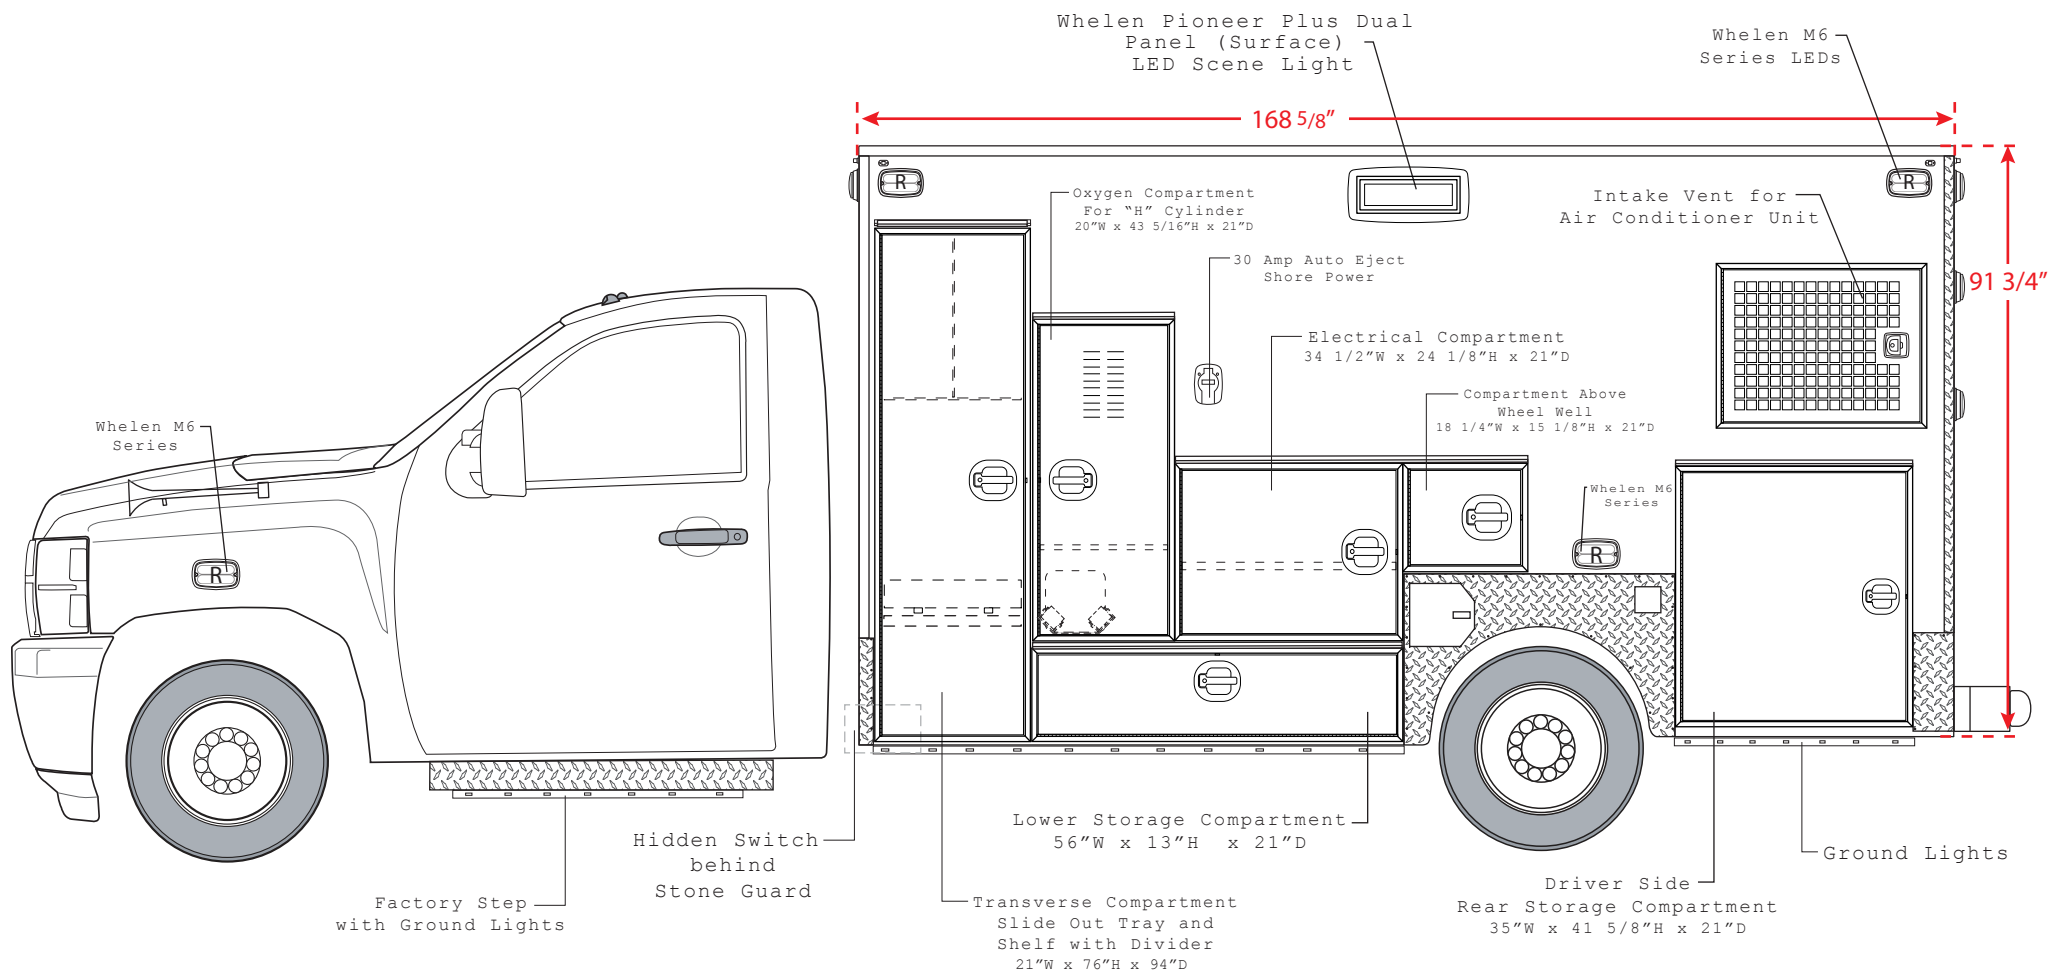 Whelen Pioneer Plus Dual
Panel (Surface)
LED Scene Light
Whelen M6
Series LEDs
168 5/8”
R
R
Oxygen Compartment
For “H” Cylinder
20”W x 43 5/16”H x 21”D
Intake Vent for
Air Conditioner Unit
30 Amp Auto Eject
Shore Power
91 3/4”
Electrical Compartment
34 1/2”W x 24 1/8”H x 21”D
Compartment Above
Wheel Well
18 1/4”W x 15 1/8”H x 21”D
Whelen M6
Series
Whelen M6
Series
R
R
Lower Storage Compartment
56”W x 13”H  x 21”D
Hidden Switch
behind
Stone Guard
Ground Lights
Driver Side
Rear Storage Compartment
35”W x 41 5/8”H x 21”D
Factory Step
with Ground Lights
Transverse Compartment
Slide Out Tray and
Shelf with Divider
21”W x 76”H x 94”D